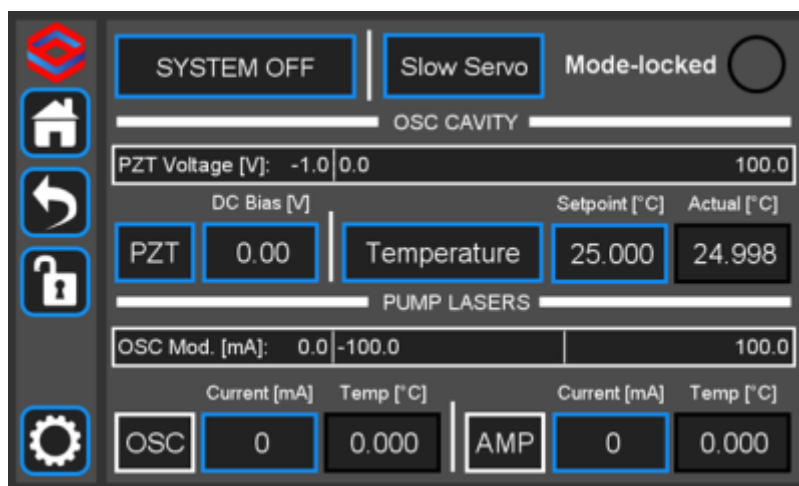 SYSTEM OFF Slow Servo Mode-locked
OSC CAVITY
PZT Voltage [V]: -1.0 0.0 100.0
DC Bias [V] Setpoint [°C] Actual [°C]
PZT 0.00 Temperature 25.000 24.998
PUMP LASERS
OSC Mod. [mA]: 0.0 -100.0 100.0
Current [mA] Temp [°C] Current [mA] Temp [°C]
OSC 0 0.000 AMP 0 0.000